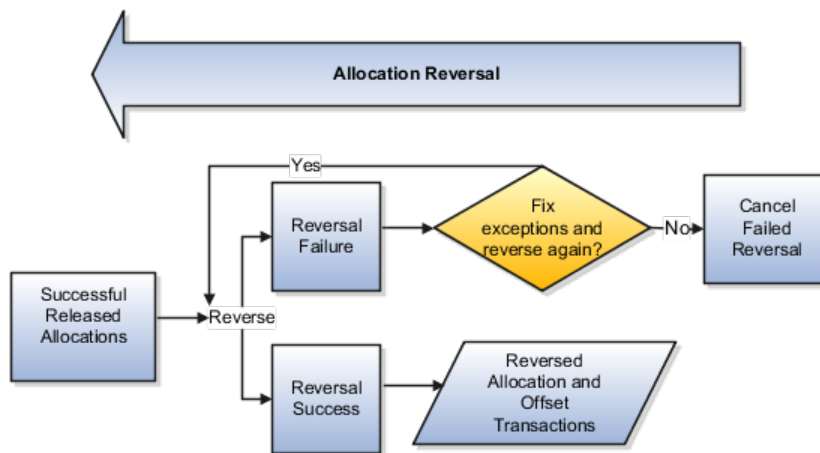 Allocation Reversal
Yes
Reversal
Failure
Fix
exceptions and
reverse again?
No
Cancel
Failed
Reversal
Successful
Released
Allocations
Reverse
Reversal
Success
Reversed
Allocation and
Offset
Transactions